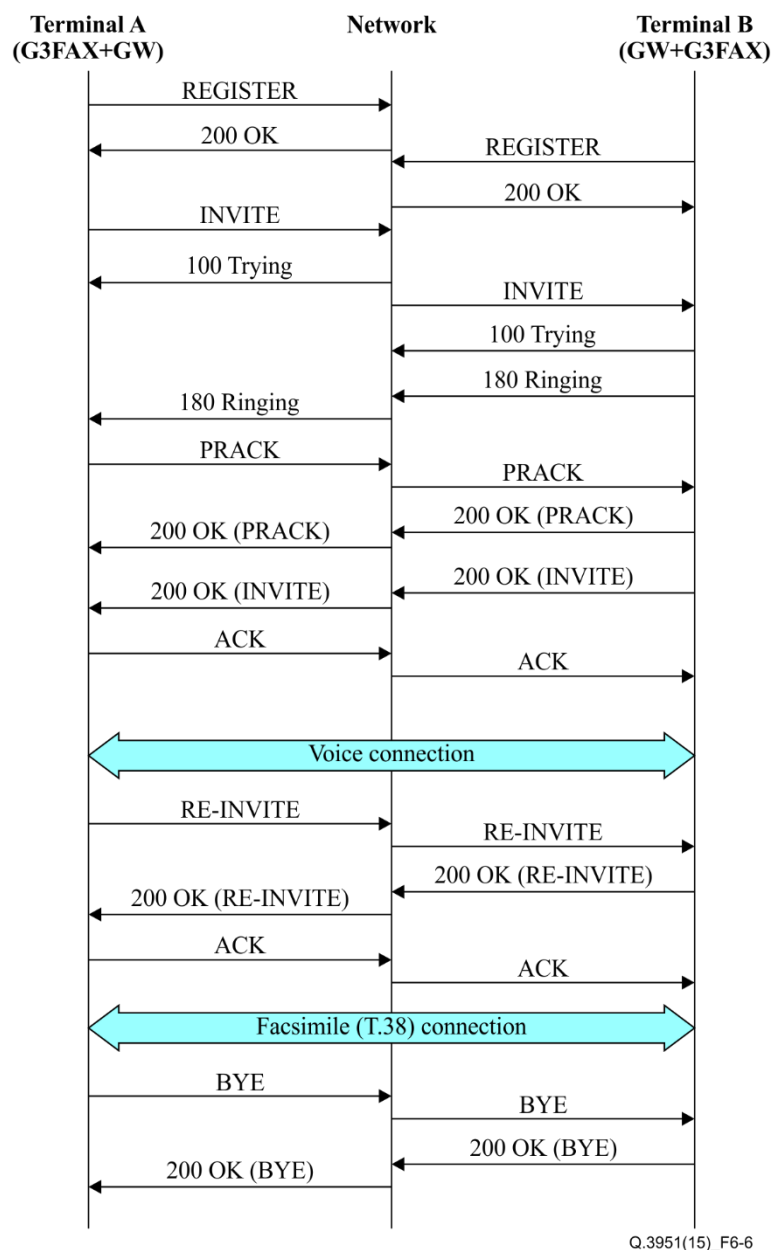 Terminal A
(G3FAX+GW)
Network
Terminal B
(GW+G3FAX)
REGISTER
200 OK
REGISTER
200 OK
INVITE
100 Trying
INVITE
100 Trying
180 Ringing
180 Ringing
PRACK
PRACK
200 OK (PRACK)
200 OK (PRACK)
200 OK (INVITE)
200 OK (INVITE)
ACK
ACK
Voice connection
RE-INVITE
RE-INVITE
200 OK (RE-INVITE)
200 OK (RE-INVITE)
ACK
ACK
Facsimile (T.38) connection
BYE
BYE
200 OK (BYE)
200 OK (BYE)
Q.3951(15)_F6-6